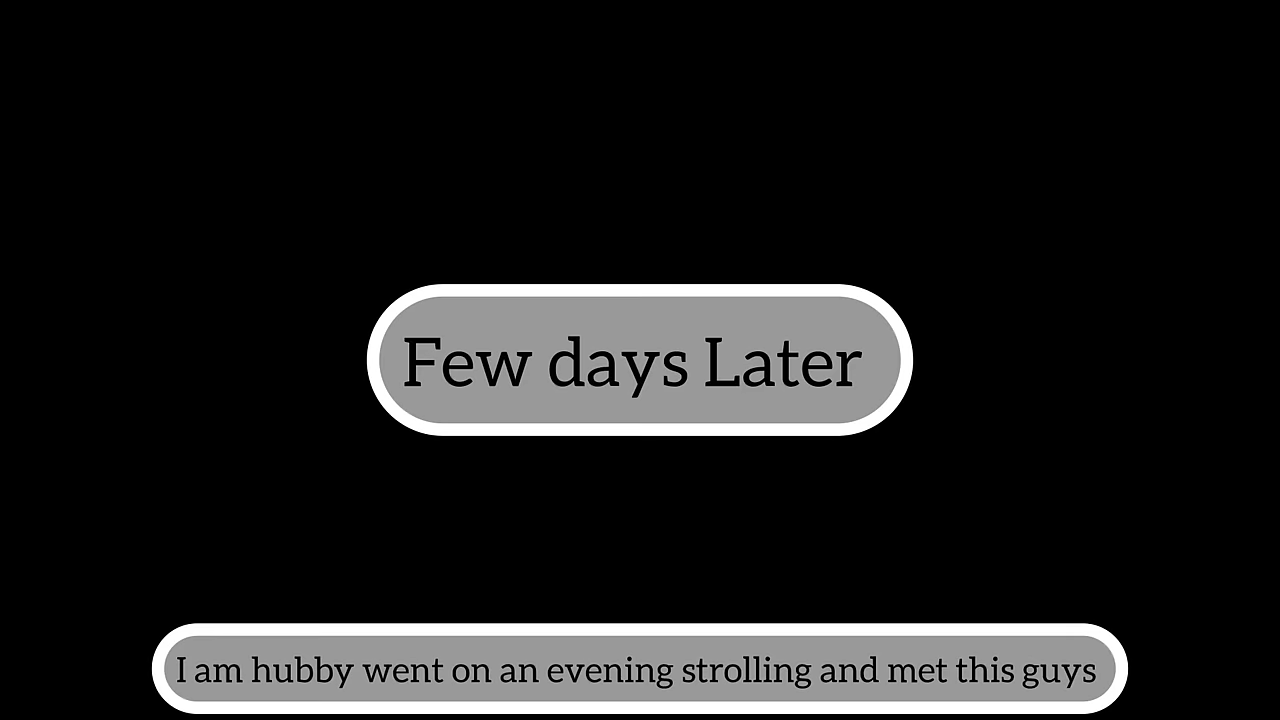 Few days Later
I am hubby went on an evening strolling and met this guys